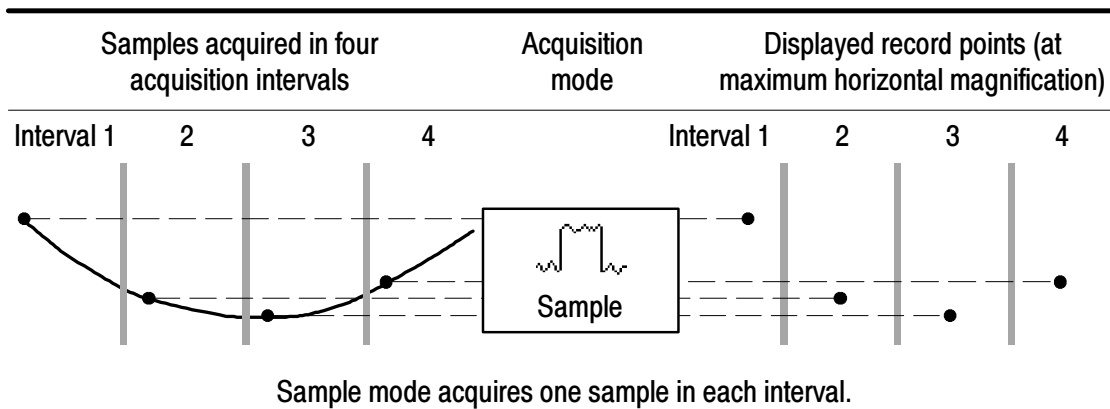 Samples acquired in four
acquisition intervals
Acquisition
mode
Displayed record points (at
maximum horizontal magnification)
Interval 1 2 3 4
Interval 1 2 3 4
Sample
Sample mode acquires one sample in each interval.